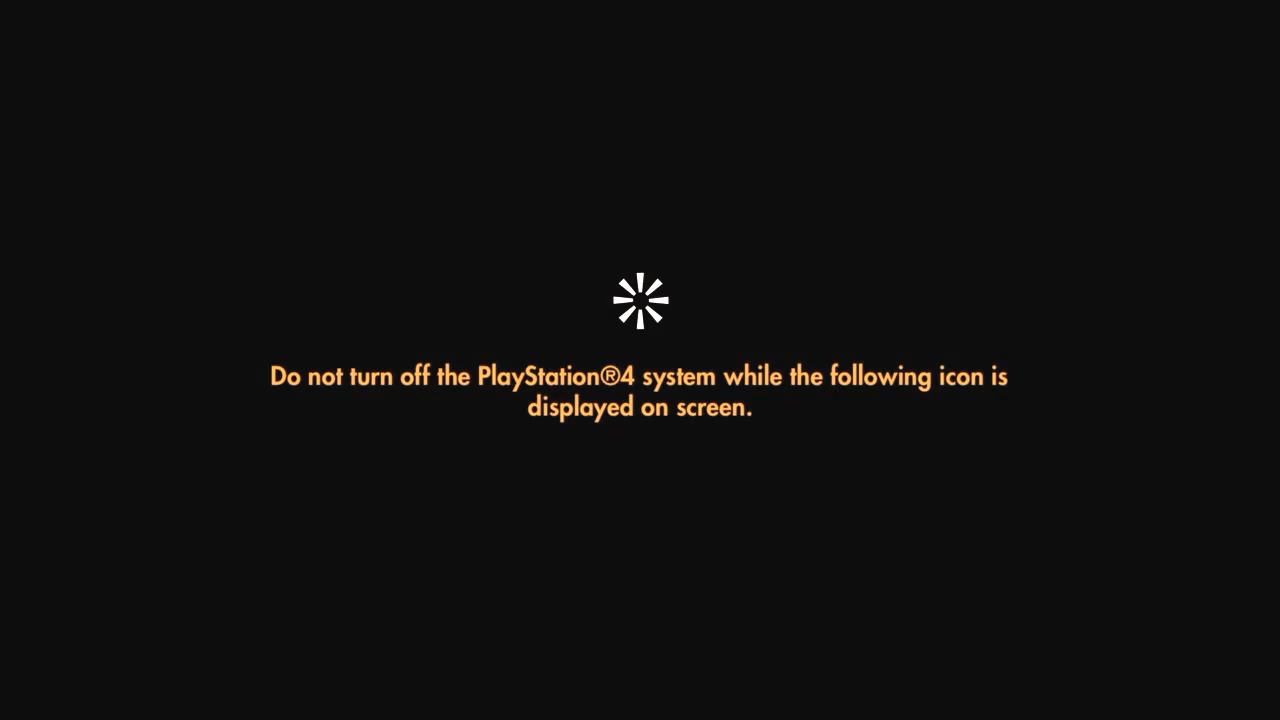 Do not turn off the PlayStation®4 system while the following icon is
displayed on screen.